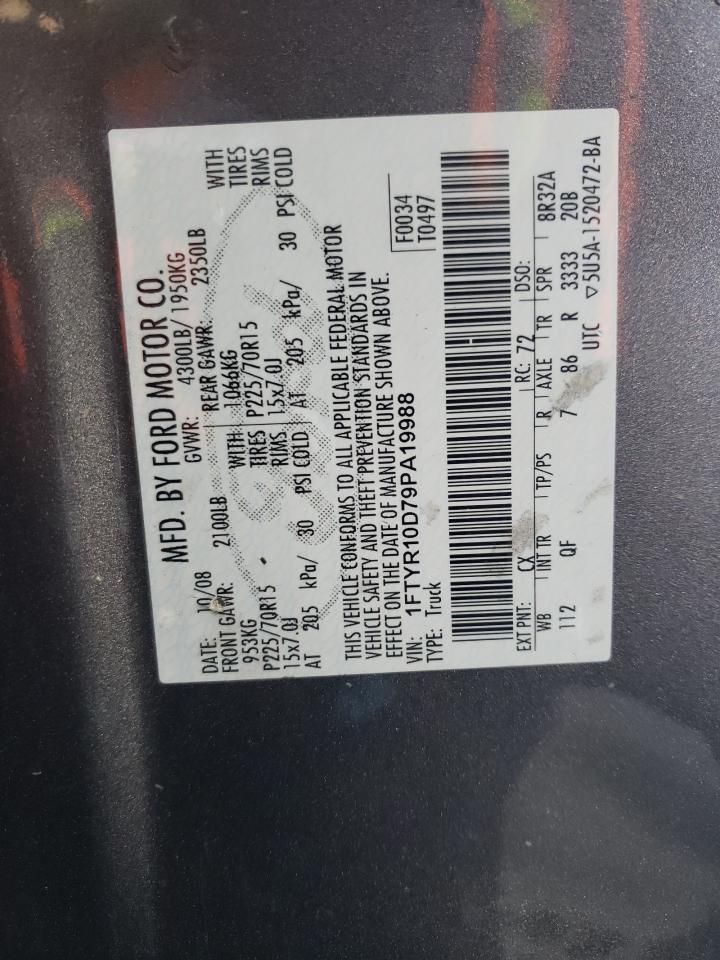 MFD. BY FORD MOTOR CO.
DATE: 10/08 GVWR: 4300LB/ 1950KG
FRONT GAWR: 2100LB REAR GAWR: 2350LB
953KG WITH 1066KG WITH
P225/70R15 TIRES P225/70R15 TIRES
15x7.0J RIMS 15x7.0J RIMS
AT 205 kPa/ 30 PSI COLD AT 205 kPa/ 30 PSI COLD
THIS VEHICLE CONFORMS TO ALL APPLICABLE FEDERAL MOTOR
VEHICLE SAFETY AND THEFT PREVENTION STANDARDS IN
EFFECT ON THE DATE OF MANUFACTURE SHOWN ABOVE.
VIN: 1FTYR10D79PA19988 F0034
TYPE: Truck T0497
EXT PNT: CX RC: 72 DSO:
WB INT TR TP/PS R AXLE TR SPR 8R32A
112 QF 7 86 R 3333 20B
UTC ▽5U5A-1520472-BA